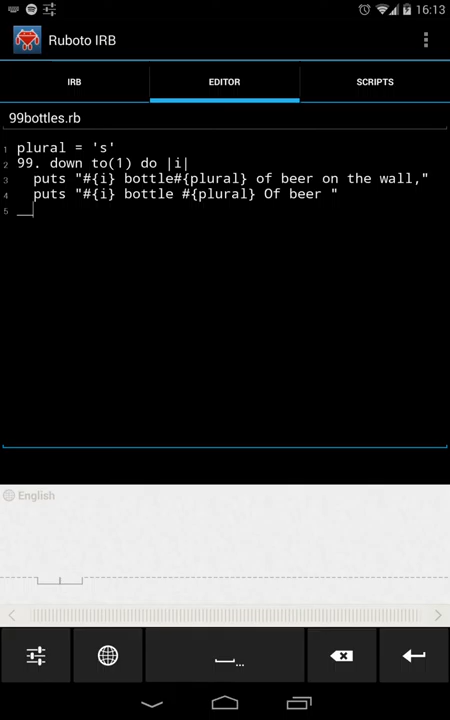 16:13
Ruboto IRB
IRB EDITOR SCRIPTS
99bottles.rb
1 plural = 's'
2 99. down to(1) do |i|
3 puts "#{i} bottle#{plural} of beer on the wall,"
4 puts "#{i} bottle #{plural} Of beer "
5
English